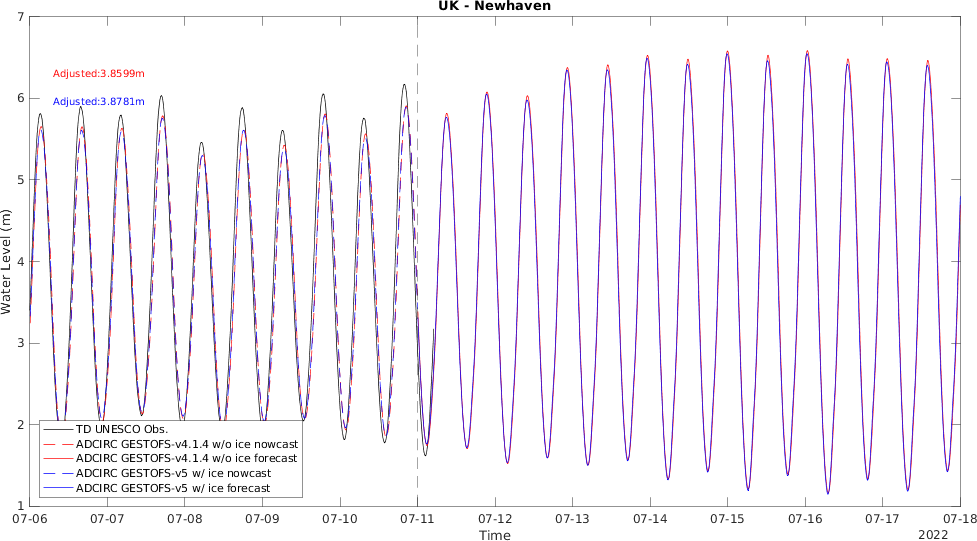 UK - Newhaven
7
6
5
4
3
2
1
Water Level (m)
Adjusted:3.8599m
Adjusted:3.8781m
TD UNESCO Obs.
ADCIRC GESTOFS-v4.1.4 w/o ice nowcast
ADCIRC GESTOFS-v4.1.4 w/o ice forecast
ADCIRC GESTOFS-v5 w/ ice nowcast
ADCIRC GESTOFS-v5 w/ ice forecast
07-06 07-07 07-08 07-09 07-10 07-11 07-12 07-13 07-14 07-15 07-16 07-17 07-18
Time
2022